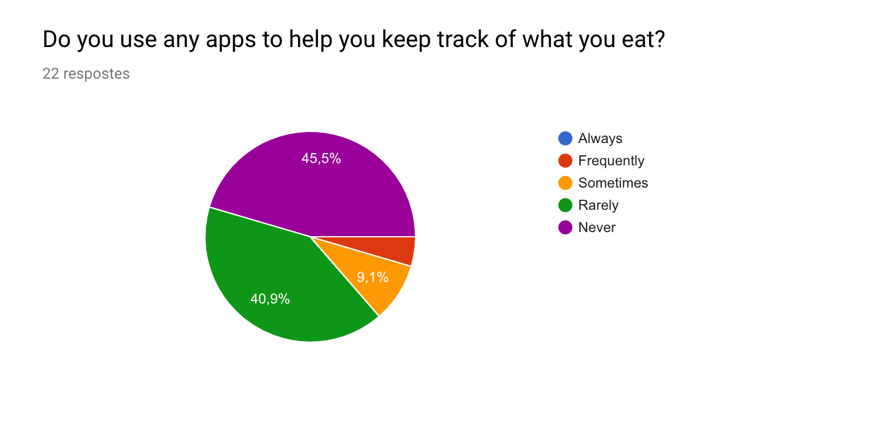 Do you use any apps to help you keep track of what you eat?
22 respostes
45,5%
9,1%
40,9%
Always
Frequently
Sometimes
Rarely
Never